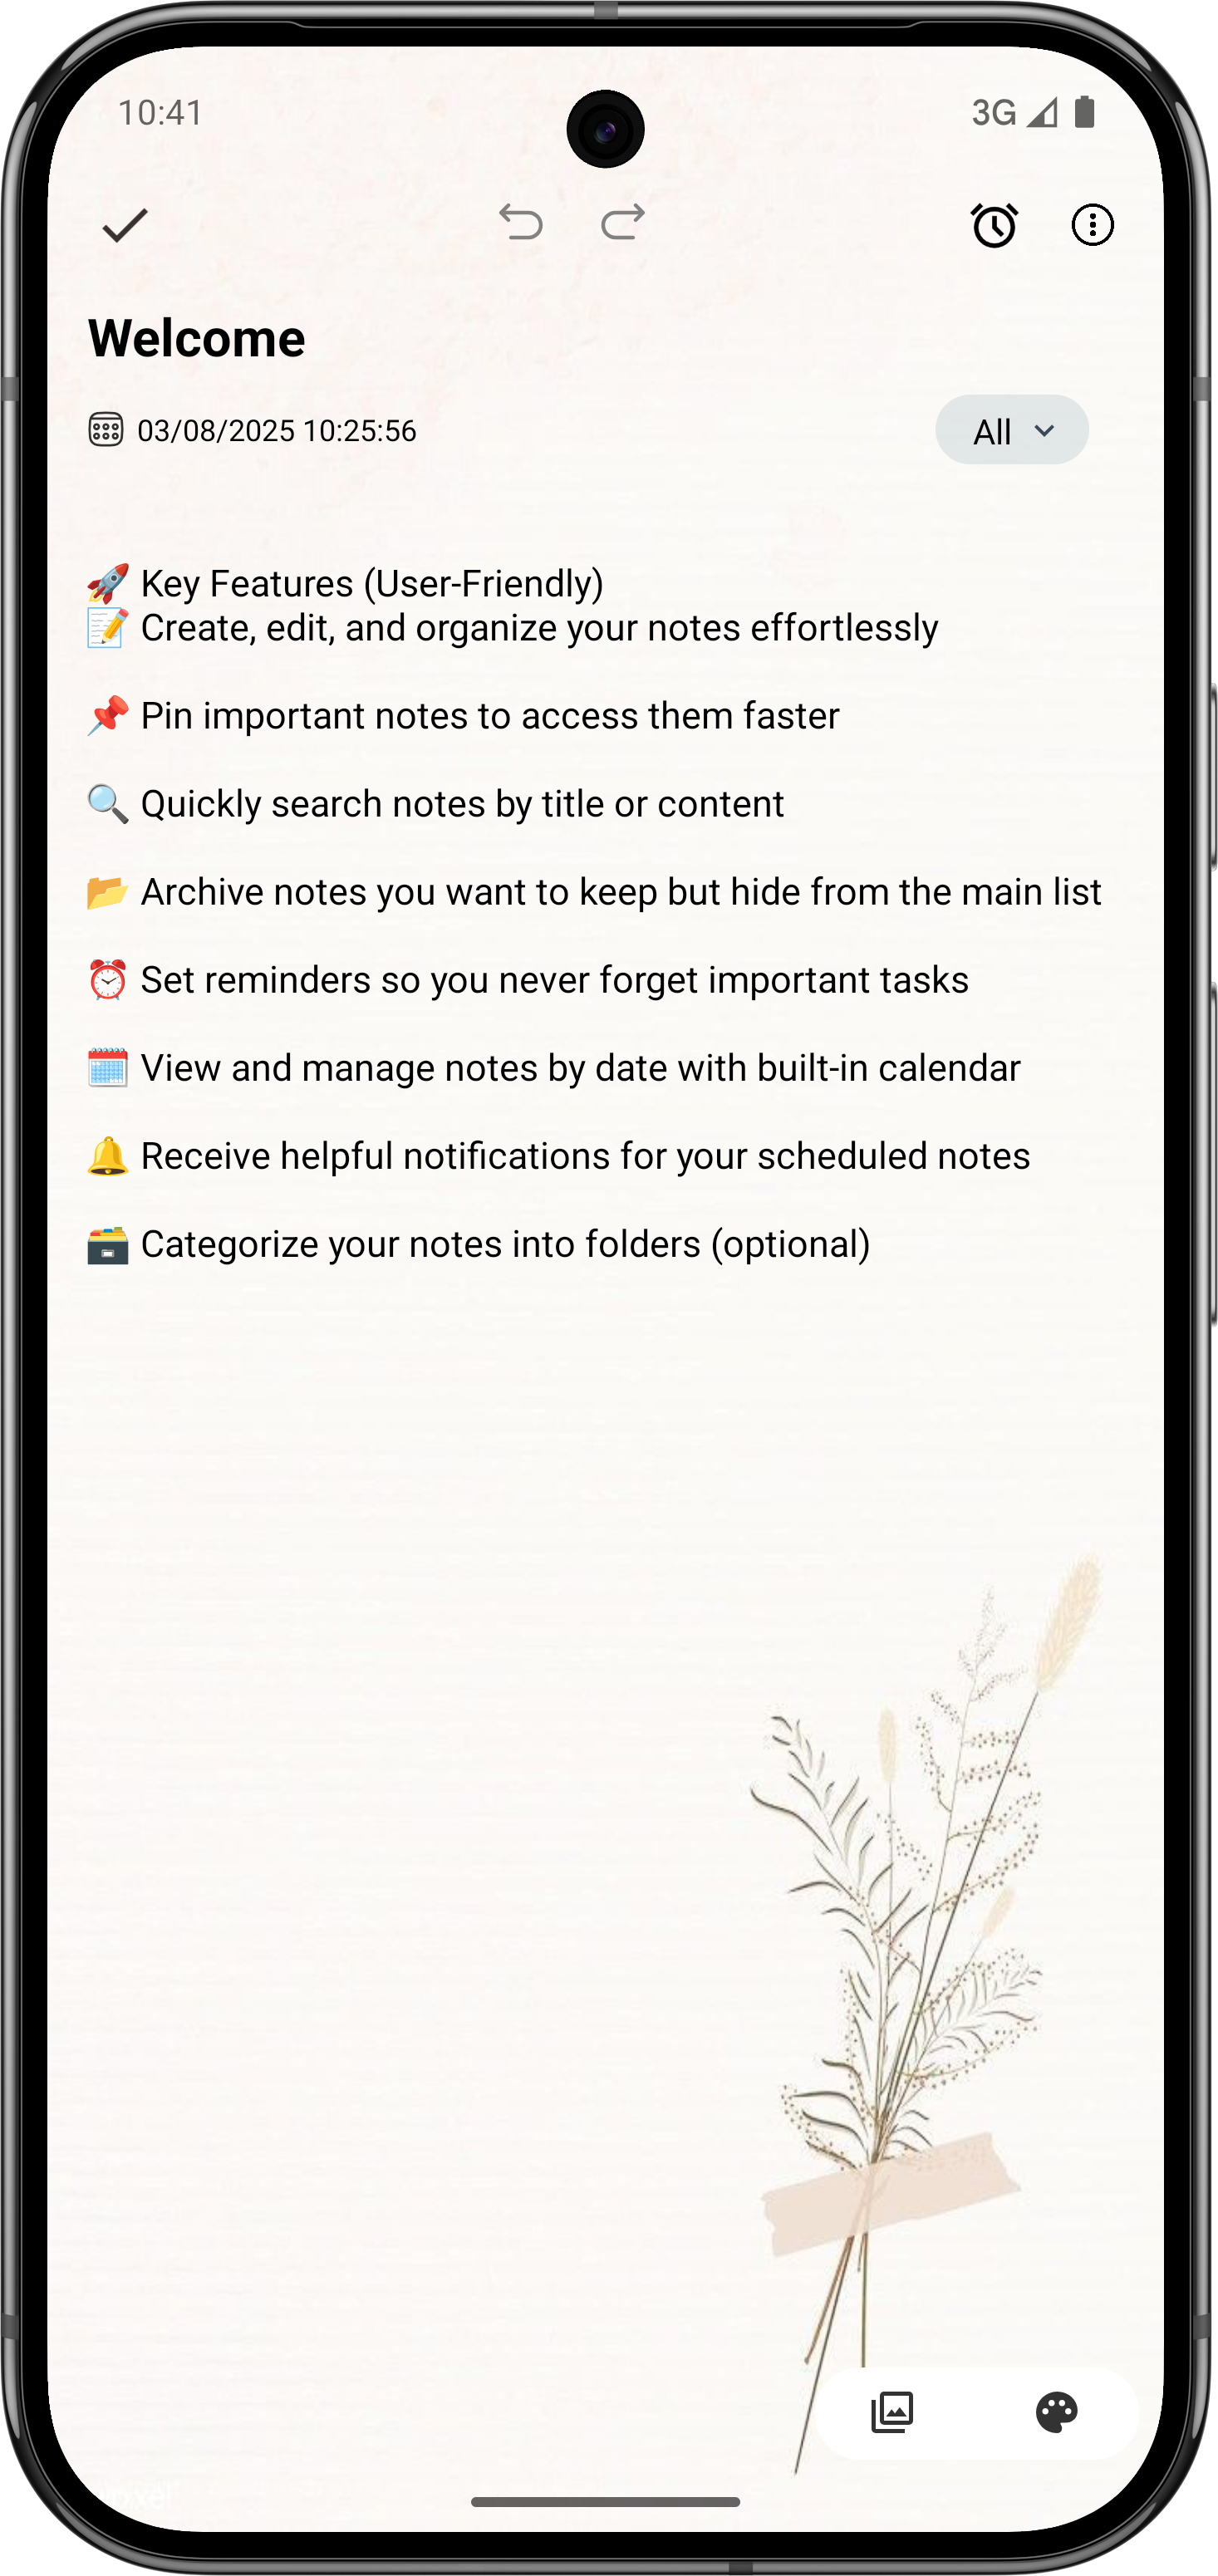 10:41
3G
Welcome
03/08/2025 10:25:56
All
🚀 Key Features (User-Friendly)
📝 Create, edit, and organize your notes effortlessly
📌 Pin important notes to access them faster
🔍 Quickly search notes by title or content
📂 Archive notes you want to keep but hide from the main list
⏰ Set reminders so you never forget important tasks
🗓️ View and manage notes by date with built-in calendar
🔔 Receive helpful notifications for your scheduled notes
🗃️ Categorize your notes into folders (optional)